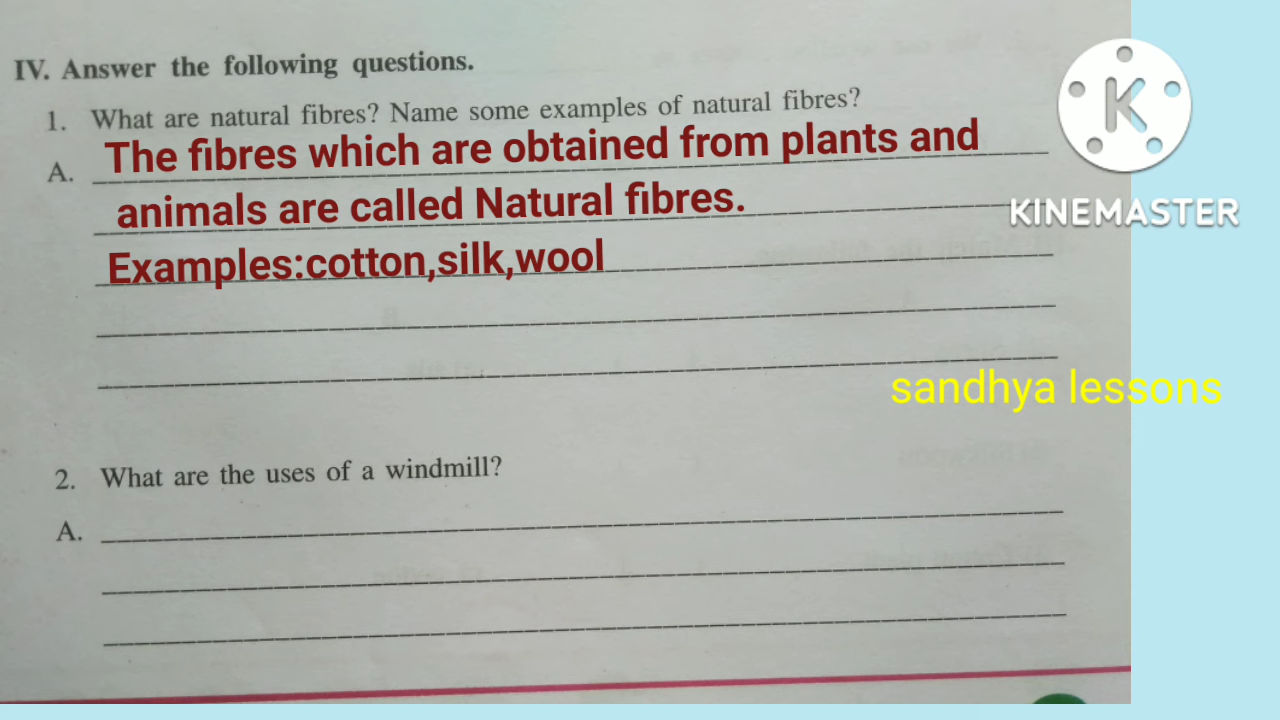 IV. Answer the following questions.
1. What are natural fibres? Name some examples of natural fibres?
A. The fibres which are obtained from plants and
animals are called Natural fibres.
Examples:cotton,silk,wool
K
KINEMASTER
sandhya lessons
2. What are the uses of a windmill?
A.